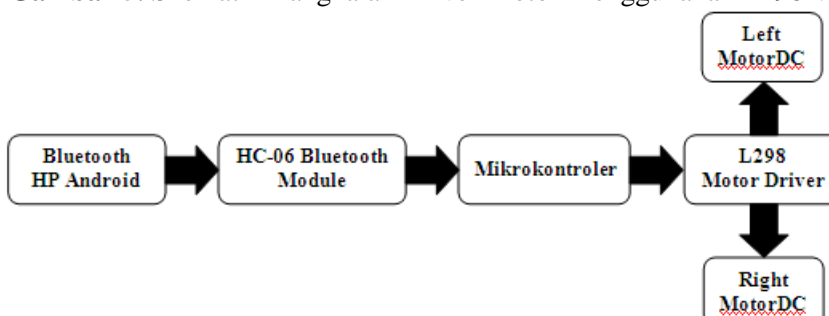 Left
MotorDC
Bluetooth
HP Android
HC-06 Bluetooth
Module
Mikrokontroler
L298
Motor Driver
Right
MotorDC